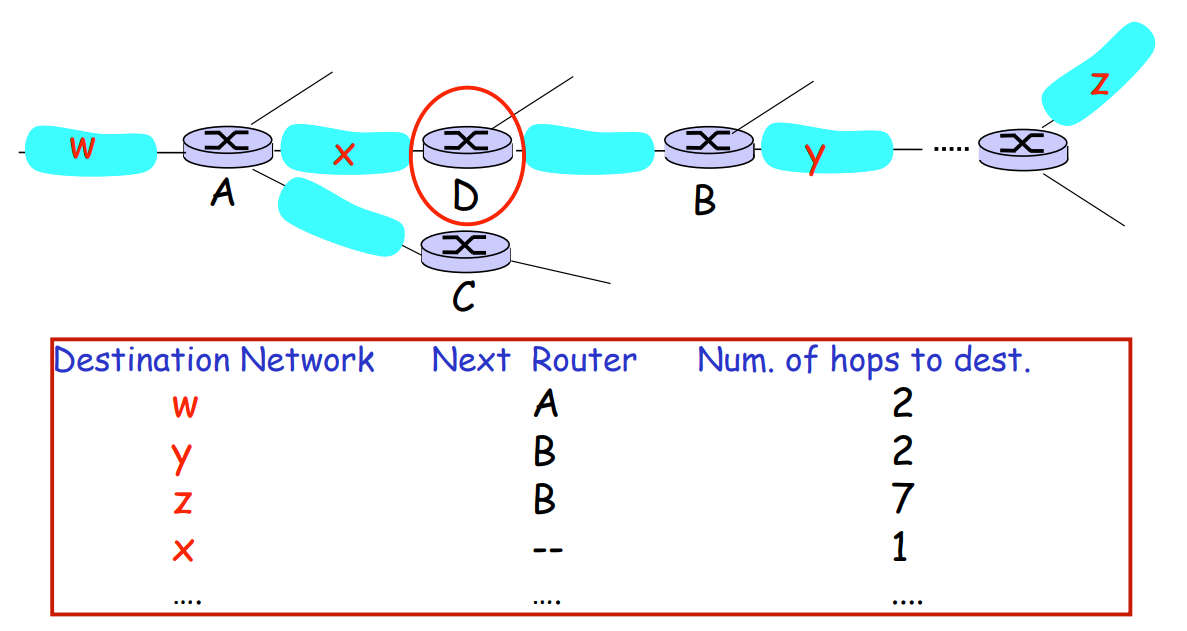 z
w
x
y
A
D
B
C
Destination Network Next Router Num. of hops to dest.
w A 2
y B 2
z B 7
x -- 1
.... .... ....